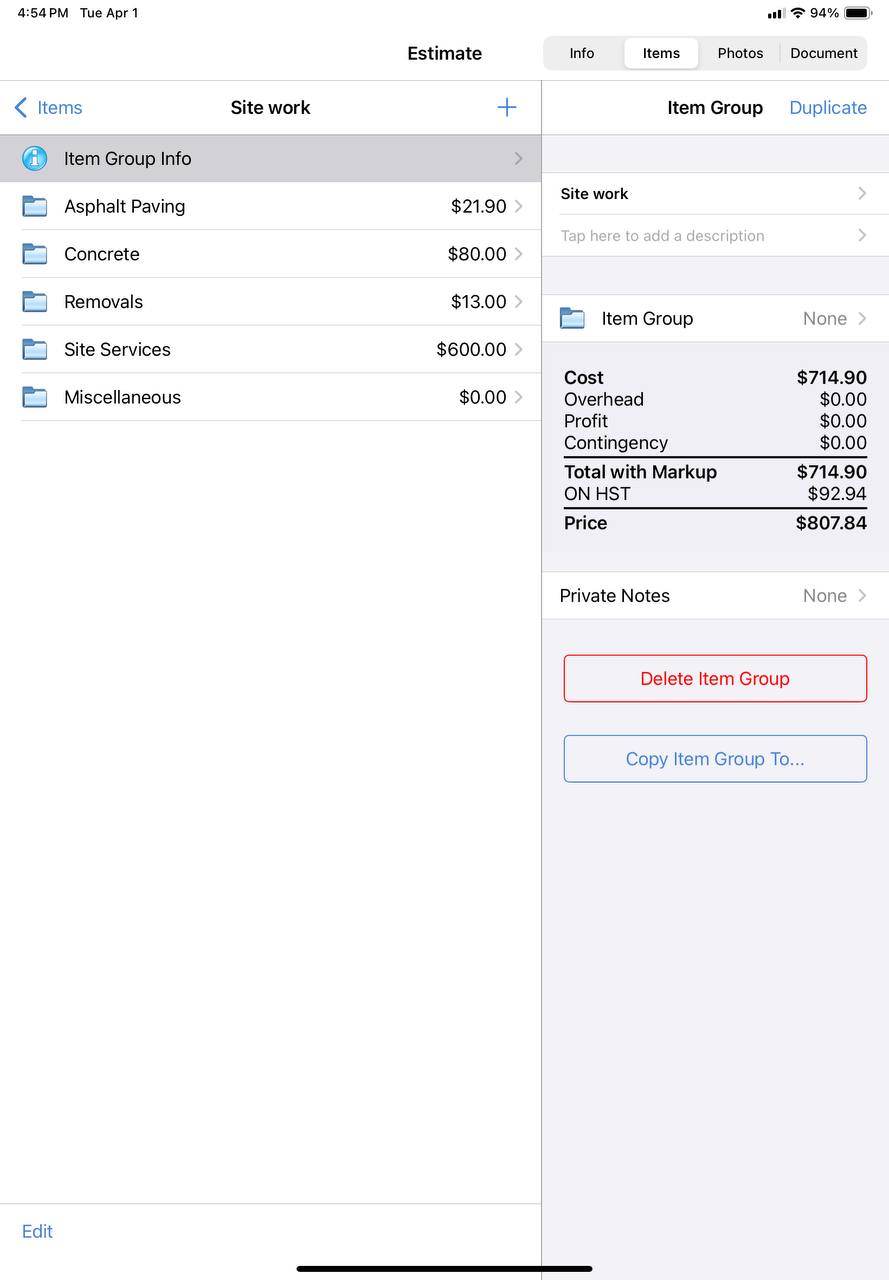 4:54 PM Tue Apr 1
94%
Estimate
Info Items Photos Document
Items
Site work
Item Group Info
Asphalt Paving $21.90
Concrete $80.00
Removals $13.00
Site Services $600.00
Miscellaneous $0.00
Edit
Item Group Duplicate
Site work
Tap here to add a description
Item Group None
Cost $714.90
Overhead $0.00
Profit $0.00
Contingency $0.00
Total with Markup $714.90
ON HST $92.94
Price $807.84
Private Notes None
Delete Item Group
Copy Item Group To...